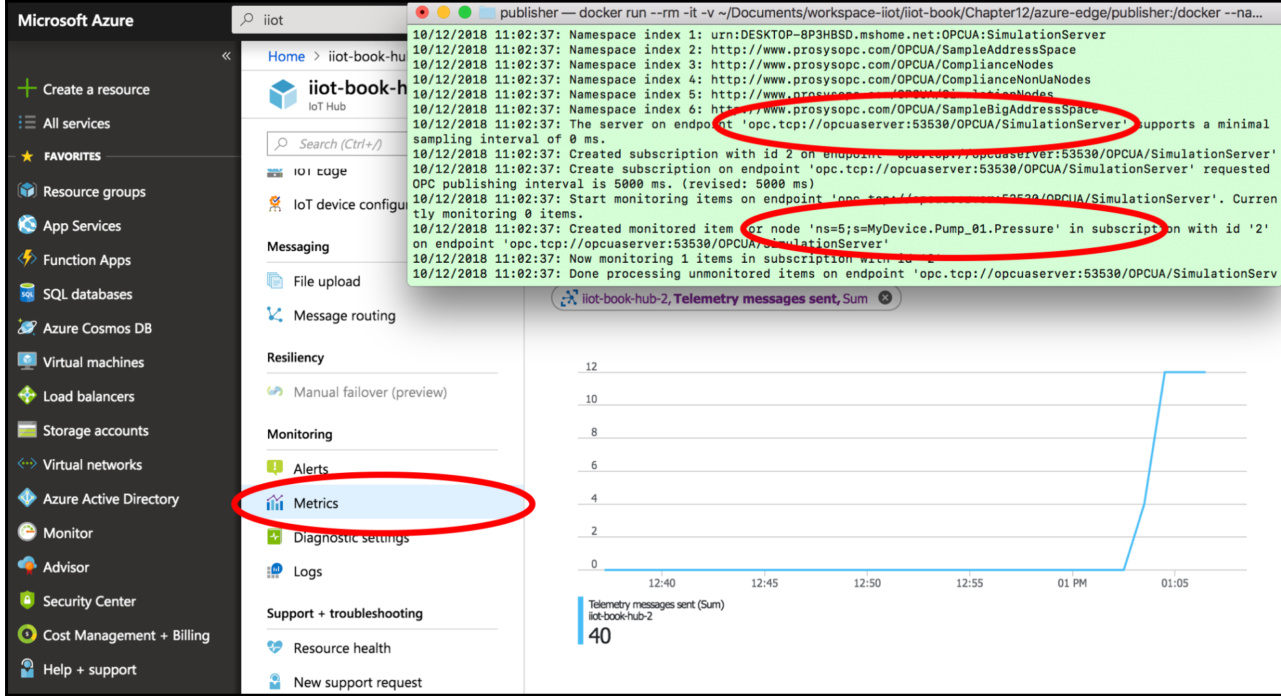 Microsoft Azure
iiot
«
Create a resource
All services
FAVORITES
Resource groups
App Services
Function Apps
SQL databases
Azure Cosmos DB
Virtual machines
Load balancers
Storage accounts
Virtual networks
Azure Active Directory
Monitor
Advisor
Security Center
Cost Management + Billing
Help + support
Home > iiot-book-hu
iiot-book-h
IoT Hub
Search (Ctrl+/)
IoT Edge
IoT device configu
Messaging
File upload
Message routing
Resiliency
Manual failover (preview)
Monitoring
Alerts
Metrics
Diagnostic settings
Logs
Support + troubleshooting
Resource health
New support request
publisher — docker run --rm -it -v ~/Documents/workspace-iiot/iiot-book/Chapter12/azure-edge/publisher:/docker --na...
10/12/2018 11:02:37: Namespace index 1: urn:DESKTOP-8P3HBSD.mshome.net:OPCUA:SimulationServer
10/12/2018 11:02:37: Namespace index 2: http://www.prosysopc.com/OPCUA/SampleAddressSpace
10/12/2018 11:02:37: Namespace index 3: http://www.prosysopc.com/OPCUA/ComplianceNodes
10/12/2018 11:02:37: Namespace index 4: http://www.prosysopc.com/OPCUA/ComplianceNonUaNodes
10/12/2018 11:02:37: Namespace index 5: http://www.prosysopc.com/OPCUA/SimulationNodes
10/12/2018 11:02:37: Namespace index 6: http://www.prosysopc.com/OPCUA/SampleBigAddressSpace
10/12/2018 11:02:37: The server on endpoint 'opc.tcp://opcuaserver:53530/OPCUA/SimulationServer' supports a minimal
sampling interval of 0 ms.
10/12/2018 11:02:37: Created subscription with id 2 on endpoint 'opc.tcp://opcuaserver:53530/OPCUA/SimulationServer'
10/12/2018 11:02:37: Create subscription on endpoint 'opc.tcp://opcuaserver:53530/OPCUA/SimulationServer' requested
OPC publishing interval is 5000 ms. (revised: 5000 ms)
10/12/2018 11:02:37: Start monitoring items on endpoint 'opc.tcp://opcuaserver:53530/OPCUA/SimulationServer'. Curren
tly monitoring 0 items.
10/12/2018 11:02:37: Created monitored item for node 'ns=5;s=MyDevice.Pump_01.Pressure' in subscription with id '2'
on endpoint 'opc.tcp://opcuaserver:53530/OPCUA/SimulationServer'
10/12/2018 11:02:37: Now monitoring 1 items in subscription with id '2'
10/12/2018 11:02:37: Done processing unmonitored items on endpoint 'opc.tcp://opcuaserver:53530/OPCUA/SimulationServ
iiot-book-hub-2, Telemetry messages sent, Sum
12
10
8
6
4
2
0
12:40 12:45 12:50 12:55 01 PM 01:05
Telemetry messages sent (Sum)
iiot-book-hub-2
40